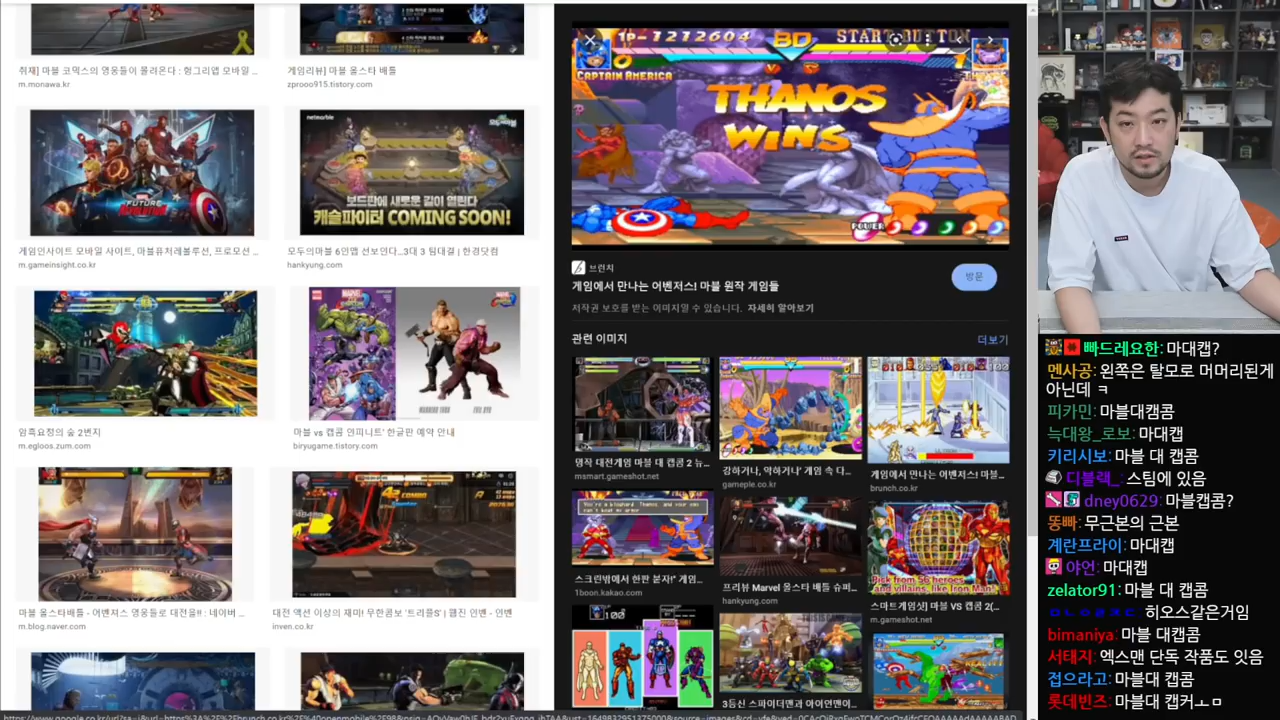 취재] 마블 코믹스의 영웅들이 몰려온다 : 헝그리앱 모바일 ...
m.monawa.kr
게임리뷰] 마블 올스타 배틀
zprooo915.tistory.com
FUTURE
게임인사이트 모바일 사이트, 마블퓨처레볼루션, 프로모션 ...
m.gameinsight.co.kr
netmarble
보드판에 새로운 길이 열린다
캐슬파이터 COMING SOON!
모두의마블 6인맵 선보인다...3대 3 팀대결 | 한경닷컴
hankyung.com
암흑요정의 숲 2번지
m.egloos.zum.com
마블 vs 캡콤 인피니트' 한글판 예약 안내
biryugame.tistory.com
마블 올스타배틀 - 어벤저스 영웅들로 대전을!! : 네이버 ...
m.blog.naver.com
42 COMBO
대전 액션 이상의 재미! 무한콤보 '트리플S' | 웹진 인벤 - 인벤
inven.co.kr
1P-1272604
80
START BUTTON
CAPTAIN AMERICA
THANOS
WINS
POWER
브런치
게임에서 만나는 어벤저스! 마블 원작 게임들
방문
저작권 보호를 받는 이미지일 수 있습니다. 자세히 알아보기
관련 이미지
더보기
명작 대전게임 마블 대 캡콤 2 뉴...
msmart.gameshot.net
강하거나, 악하거나' 게임 속 다...
gameple.co.kr
게임에서 만나는 어벤저스! 마블...
brunch.co.kr
스크린밖에서 한판 붙자!" 게임...
1boon.kakao.com
프리뷰 Marvel 올스타 배틀 슈퍼...
hankyung.com
Pick from 56 heroes
and villains, like Iron Man!
스마트게임샷] 마블 VS 캡콤 2(...
m.gameshot.net
3등신 스파이더맨과 아이언맨이...
빠드레요한: 마대캡?
멘사공: 왼쪽은 탈모로 머머리된게
아닌데 ㅋ
피카민: 마블대캠콤
늑대왕_로보: 마대캡
키리시보: 마블 대 캡콤
디블랙_: 스팀에 있음
dney0629: 마블캡콤?
똥빠: 무근본의 근본
계란프라이: 마대캡
야언: 마대캡
zelator91: 마블 대 캡콤
히오스같은거임
bimaniya: 마블 대캡콤
서태지: 엑스맨 단독 작품도 잇음
접으라고: 마블대 캡콤
롯데빈즈: 마블대 캡커ㅗㅁ